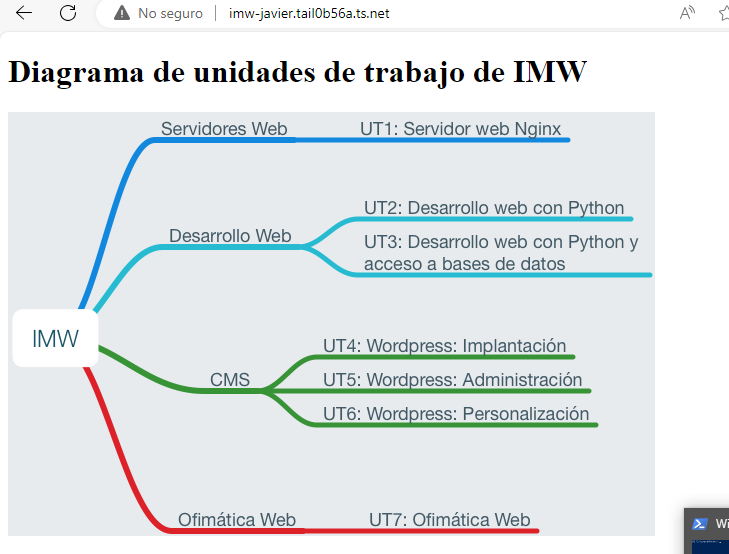 No seguro
imw-javier.tail0b56a.ts.net
Diagrama de unidades de trabajo de IMW
Servidores Web
UT1: Servidor web Nginx
Desarrollo Web
UT2: Desarrollo web con Python
UT3: Desarrollo web con Python y
acceso a bases de datos
IMW
CMS
UT4: Wordpress: Implantación
UT5: Wordpress: Administración
UT6: Wordpress: Personalización
Ofimática Web
UT7: Ofimática Web